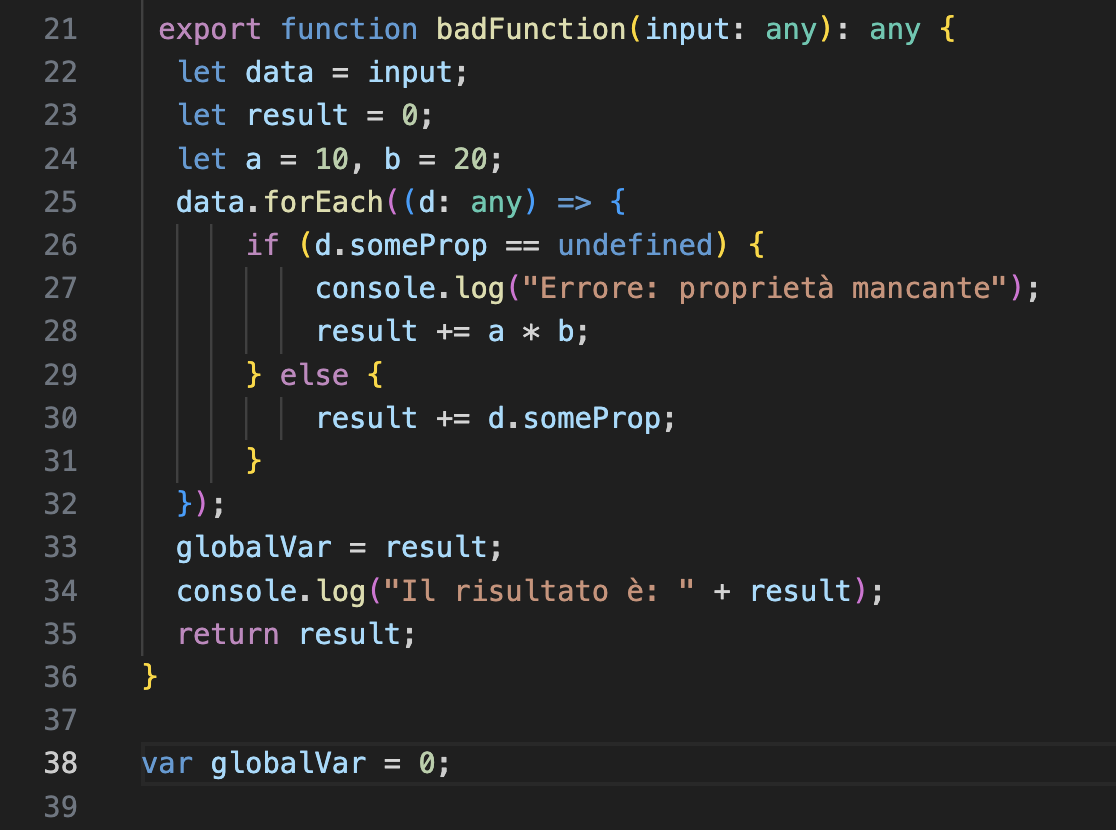 21 export function badFunction(input: any): any {
22 let data = input;
23 let result = 0;
24 let a = 10, b = 20;
25 data.forEach((d: any) => {
26 if (d.someProp == undefined) {
27 console.log("Errore: proprietà mancante");
28 result += a * b;
29 } else {
30 result += d.someProp;
31 }
32 });
33 globalVar = result;
34 console.log("Il risultato è: " + result);
35 return result;
36 }
37
38 var globalVar = 0;
39